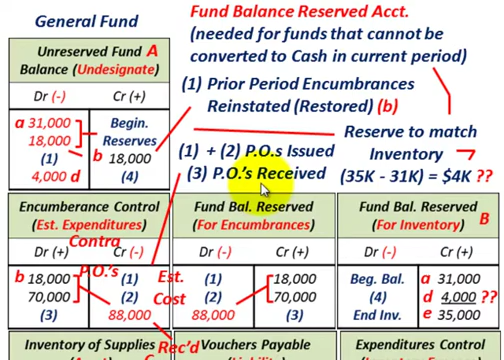 General Fund
Fund Balance Reserved Acct.
(needed for funds that cannot be
converted to Cash in current period)
(1) Prior Period Encumbrances
Reinstated (Restored) (b)
(1) + (2) P.O.s Issued
(3) P.O.'s Received
Reserve to match
Inventory ??
(35K - 31K) = $4K
Unreserved Fund A
Balance (Undesignate)
Dr (-) Cr (+)
a 31,000 Begin.
18,000 Reserves
(1) b 18,000
4,000 d (4)
Encumberance Control
(Est. Expenditures)
Contra
Dr (+) Cr (-)
P.O.'s
b 18,000 (1)
70,000 (2)
(3) 88,000
Est.
Cost
Rec'd
Fund Bal. Reserved
(For Encumbrances)
Dr (-) Cr (+)
(1) 18,000
(2) 70,000
88,000 (3)
Fund Bal. Reserved
(For Inventory) B
Dr (-) Cr (+)
Beg. Bal. a 31,000
(4) d 4,000 ??
End Inv. e 35,000
Inventory of Supplies
Vouchers Payable
Expenditures Control